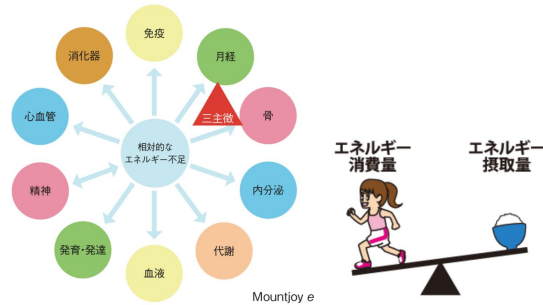 免疫
消化器
月経
三主徴
心血管
骨
相対的な
エネルギー不足
精神
内分泌
発育・発達
代謝
血液
Mountjoy e
エネルギー
消費量
エネルギー
摂取量